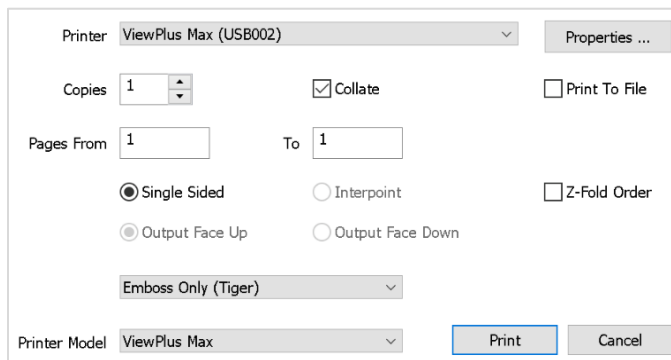 Printer ViewPlus Max (USB002) Properties ...
Copies 1 Collate Print To File
Pages From 1 To 1
Single Sided Interpoint Z-Fold Order
Output Face Up Output Face Down
Emboss Only (Tiger)
Printer Model ViewPlus Max Print Cancel